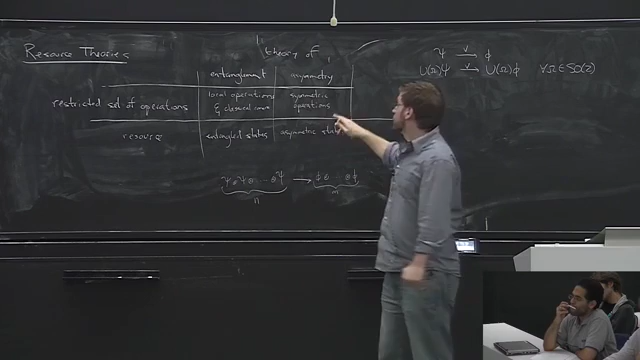 Resource Theories
theory of
entanglement asymmetry
restricted set of operations
local operations & classical comm
symmetric operations
resource
entangled states
asymmetric states
Ψ⊗Ψ⊗...⊗Ψ → φ⊗...⊗φ
n m
Ψ → φ
U(Ω)Ψ → U(Ω)φ ∀Ω∈SO(2)